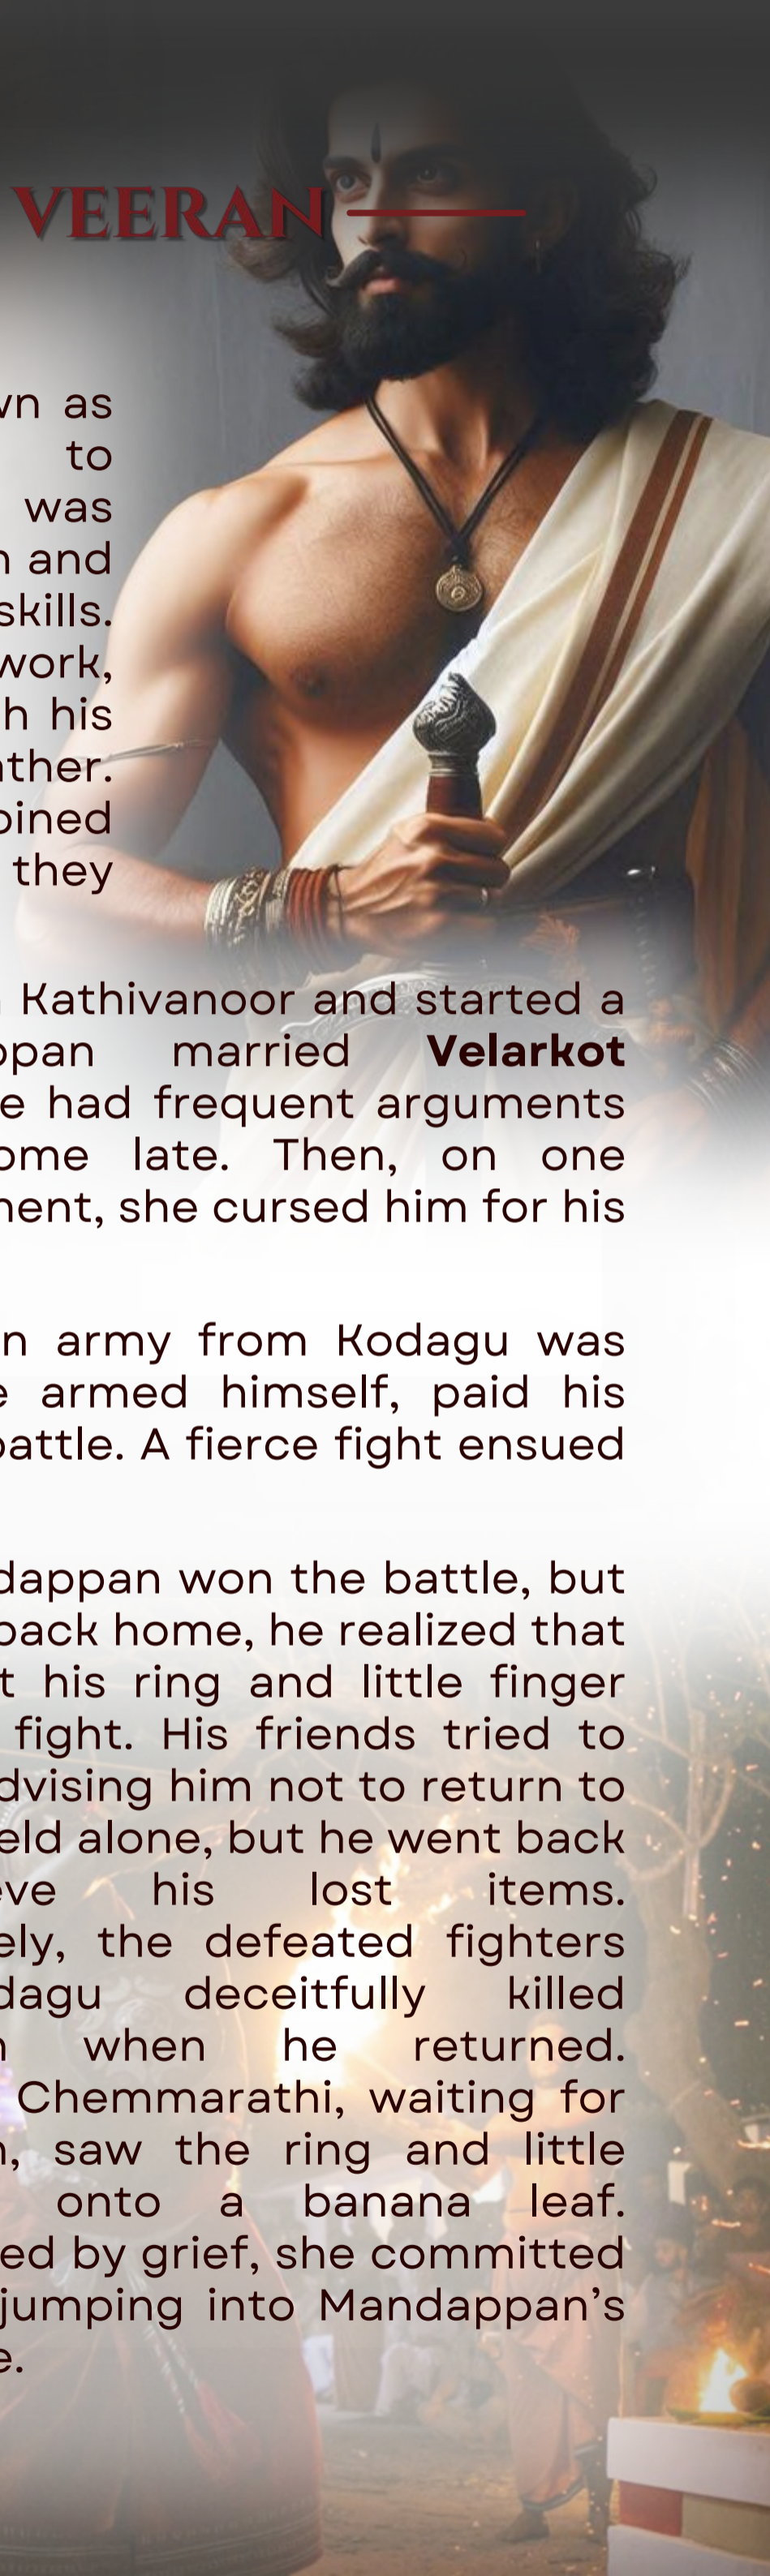 VEERAN
wn as
to
was
n and
skills.
work,
h his
ather.
oined
they
Kathivanoor and started a
ppan married Velarkot
e had frequent arguments
ome late. Then, on one
ment, she cursed him for his
n army from Kodagu was
e armed himself, paid his
battle. A fierce fight ensued
dappan won the battle, but
back home, he realized that
t his ring and little finger
fight. His friends tried to
dvising him not to return to
eld alone, but he went back
eve his lost items.
ely, the defeated fighters
dagu deceitfully killed
n when he returned.
Chemmarathi, waiting for
n, saw the ring and little
onto a banana leaf.
ed by grief, she committed
jumping into Mandappan’s
e.